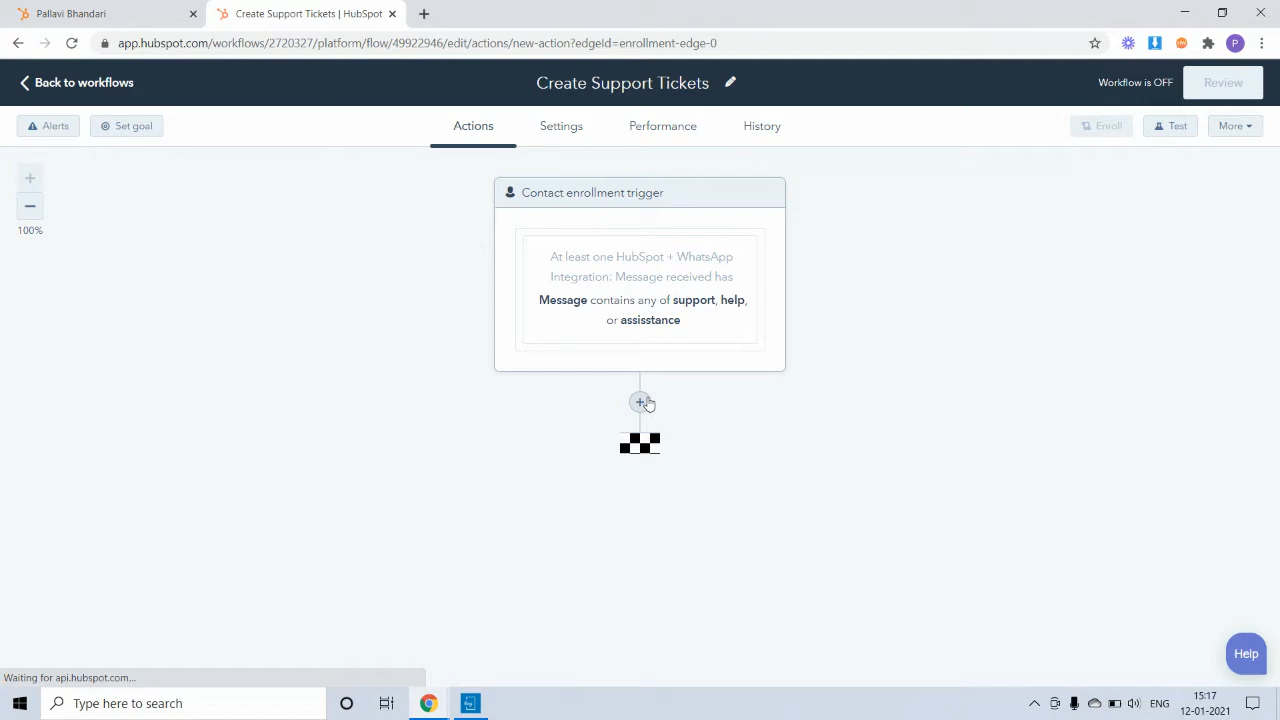 Pallavi Bhandari
Create Support Tickets | HubSpot
app.hubspot.com/workflows/2720327/platform/flow/49922946/edit/actions/new-action?edgeId=enrollment-edge-0
P
Back to workflows
Create Support Tickets
Workflow is OFF
Review
Alerts
Set goal
Actions
Settings
Performance
History
Enroll
Test
More
100%
Contact enrollment trigger
At least one HubSpot + WhatsApp
Integration: Message received has
Message contains any of support, help,
or assisstance
Help
Waiting for api.hubspot.com...
Type here to search
ENG
15:17
12-01-2021